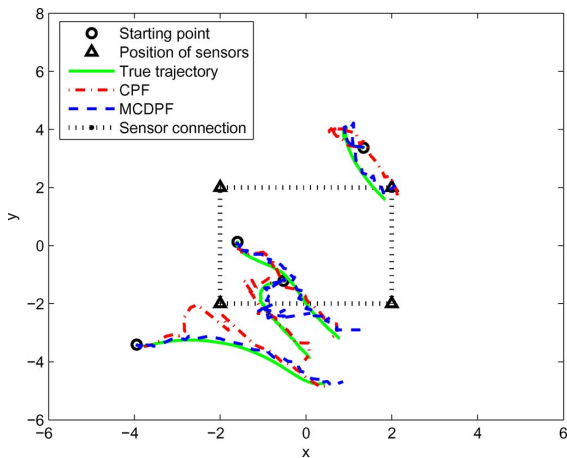 8
6
4
2
0
−2
−4
−6
−6
−4
−2
0
2
4
6
x
y
Starting point
Position of sensors
True trajectory
CPF
MCDPF
Sensor connection